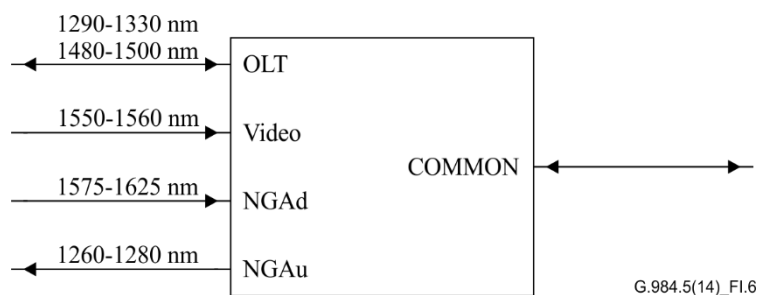 1290-1330 nm
1480-1500 nm
OLT
1550-1560 nm
Video
COMMON
1575-1625 nm
NGAd
1260-1280 nm
NGAu
G.984.5(14)_FI.6